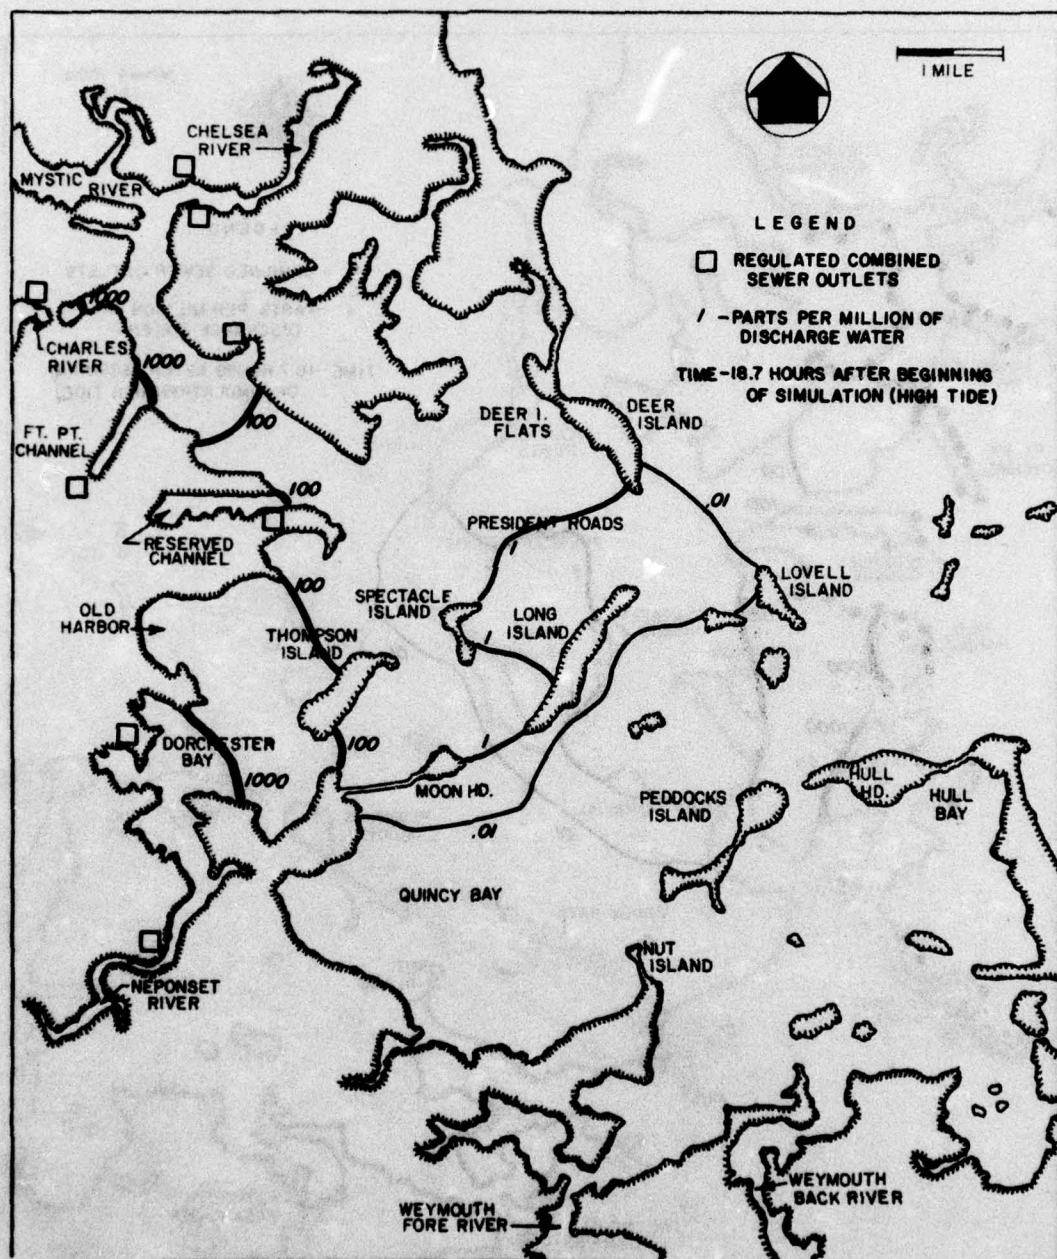 1 MILE
CHELSEA
RIVER
MYSTIC
RIVER
LEGEND
REGULATED COMBINED
SEWER OUTLETS
/ -PARTS PER MILLION OF
DISCHARGE WATER
TIME-18.7 HOURS AFTER BEGINNING
OF SIMULATION (HIGH TIDE)
1000
CHARLES
RIVER
1000
100
DEER I.
FLATS
DEER
ISLAND
FT. PT.
CHANNEL
100
.01
PRESIDENT ROADS
1
RESERVED
CHANNEL
100
SPECTACLE
ISLAND
LONG
ISLAND
LOVELL
ISLAND
OLD
HARBOR
THOMPSON
ISLAND
1
DORCHESTER
BAY
100
1
1000
MOON HD.
.01
PEDDOCKS
ISLAND
HULL
HD.
HULL
BAY
QUINCY BAY
NUT
ISLAND
NEPONSET
RIVER
WEYMOUTH
FORE RIVER
WEYMOUTH
BACK RIVER